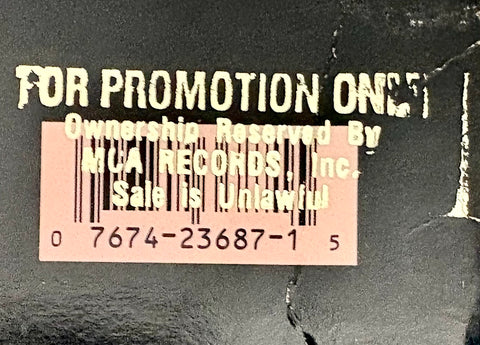 FOR PROMOTION ONLY!
Ownership Reserved By
MCA RECORDS, Inc.
Sale is Unlawful
0 7674-23687-1 5